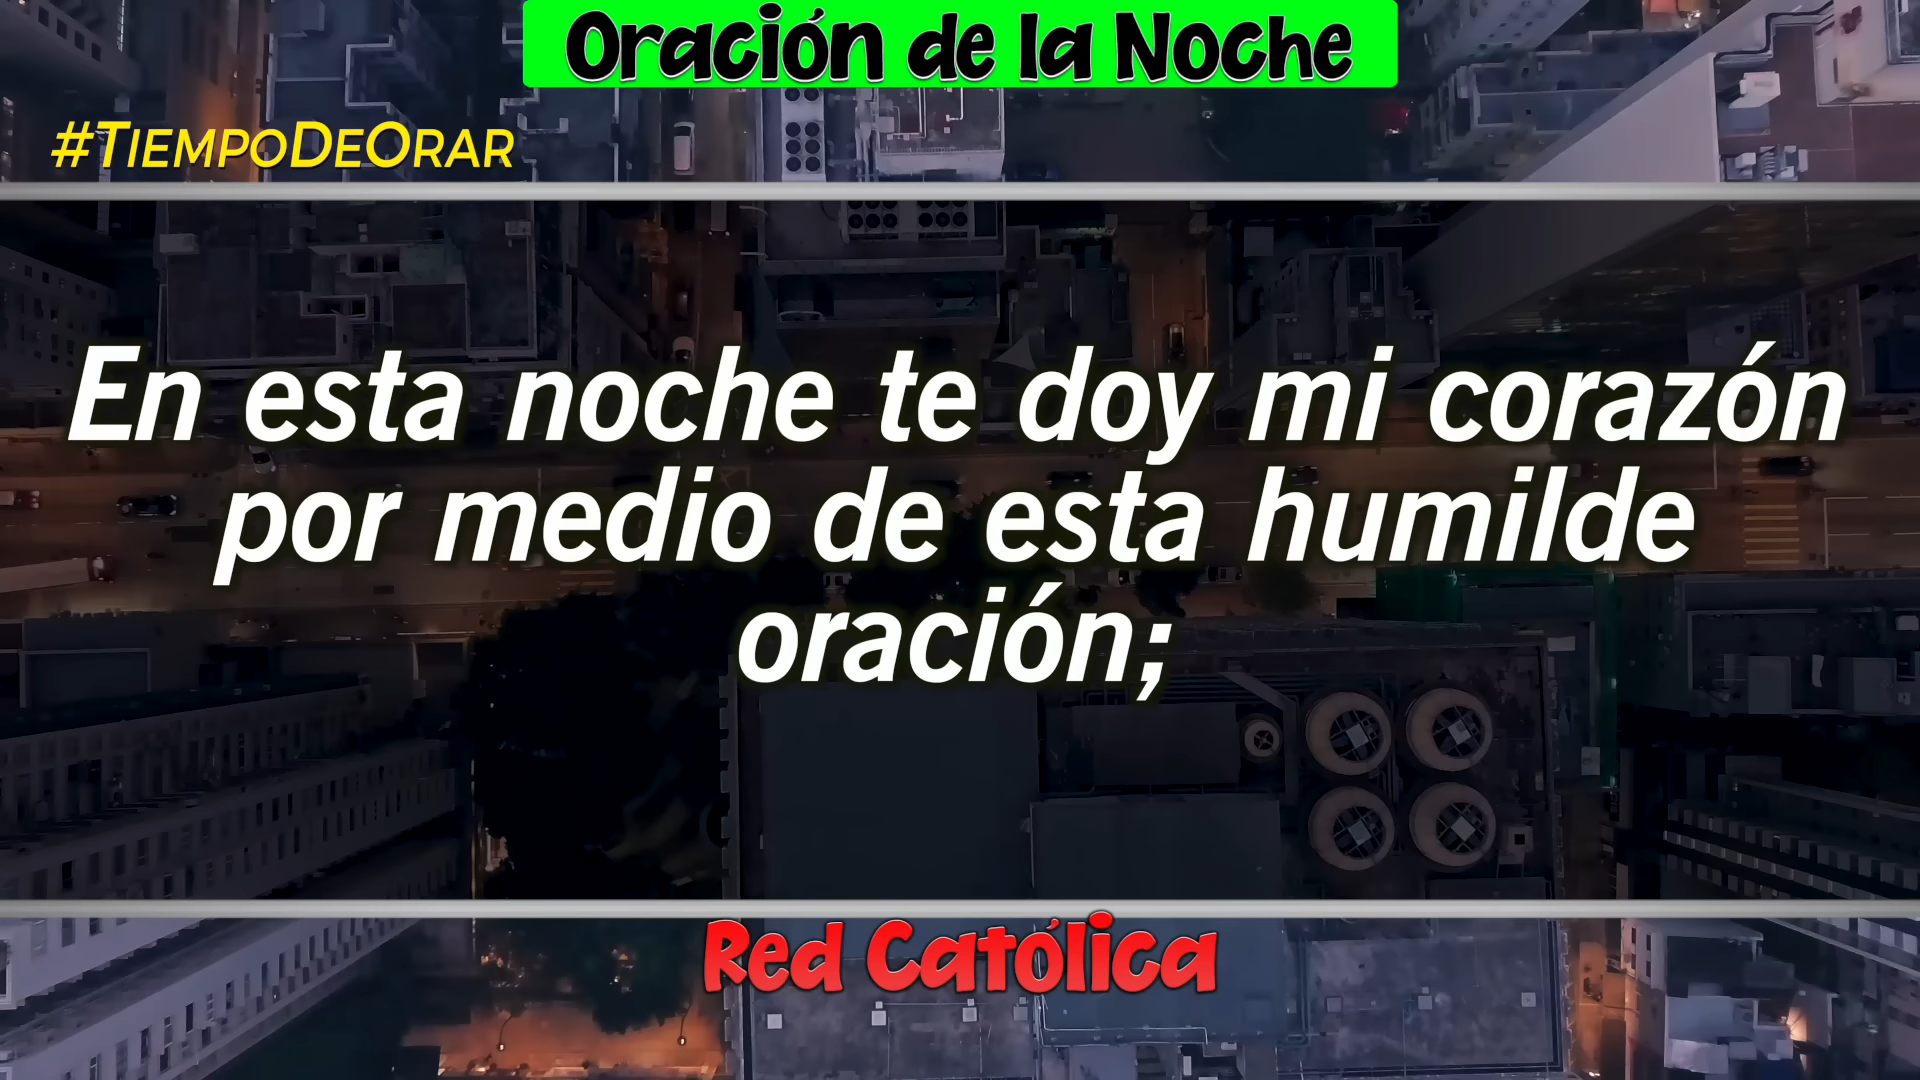 Oración de la Noche
#TiempoDeOrar
En esta noche te doy mi corazón
por medio de esta humilde
oración;
Red Católica